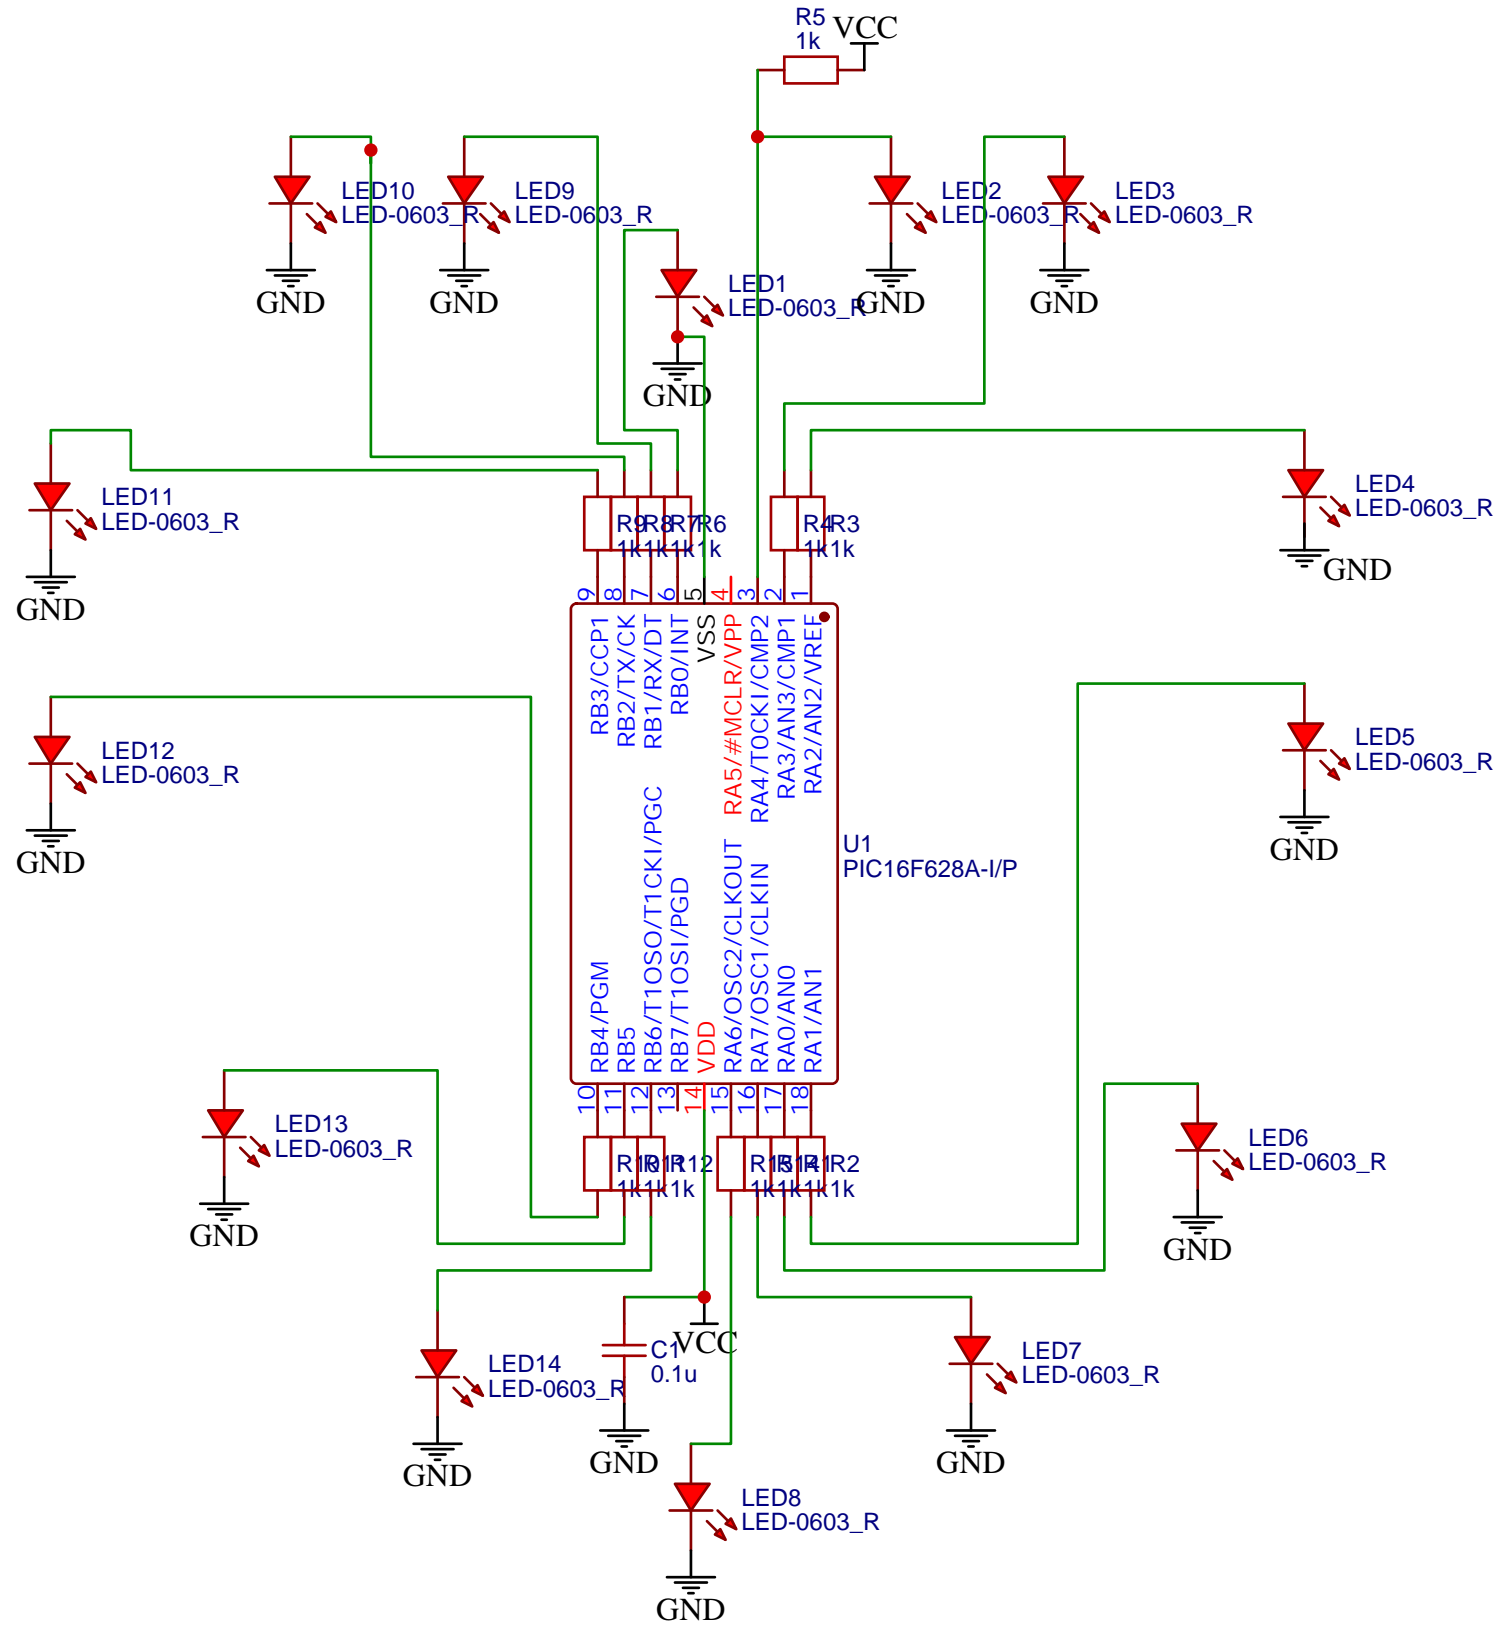 R5
1k
VCC
LED10
LED-0603_R
GND
LED9
LED-0603_R
GND
LED1
LED-0603_R
GND
LED2
LED-0603_R
GND
LED3
LED-0603_R
GND
LED11
LED-0603_R
GND
LED4
LED-0603_R
GND
R9
1k
R8
1k
R7
1k
R6
1k
R4
1k
R3
1k
9
8
7
6
5
4
3
2
1
RB3/CCP1
RB2/TX/CK
RB1/RX/DT
RB0/INT
VSS
RA5/#MCLR/VPP
RA4/T0CKI/CMP2
RA3/AN3/CMP1
RA2/AN2/VREF
LED12
LED-0603_R
GND
LED5
LED-0603_R
GND
U1
PIC16F628A-I/P
RB4/PGM
RB5
RB6/T1OSO/T1CKI/PGC
RB7/T1OSI/PGD
VDD
RA6/OSC2/CLKOUT
RA7/OSC1/CLKIN
RA0/AN0
RA1/AN1
10
11
12
13
14
15
16
17
18
LED13
LED-0603_R
GND
LED6
LED-0603_R
GND
R10
1k
R11
1k
R12
1k
1k
R14
1k
R1
1k
R2
1k
VCC
C1
0.1u
GND
LED14
LED-0603_R
GND
LED7
LED-0603_R
GND
LED8
LED-0603_R
GND